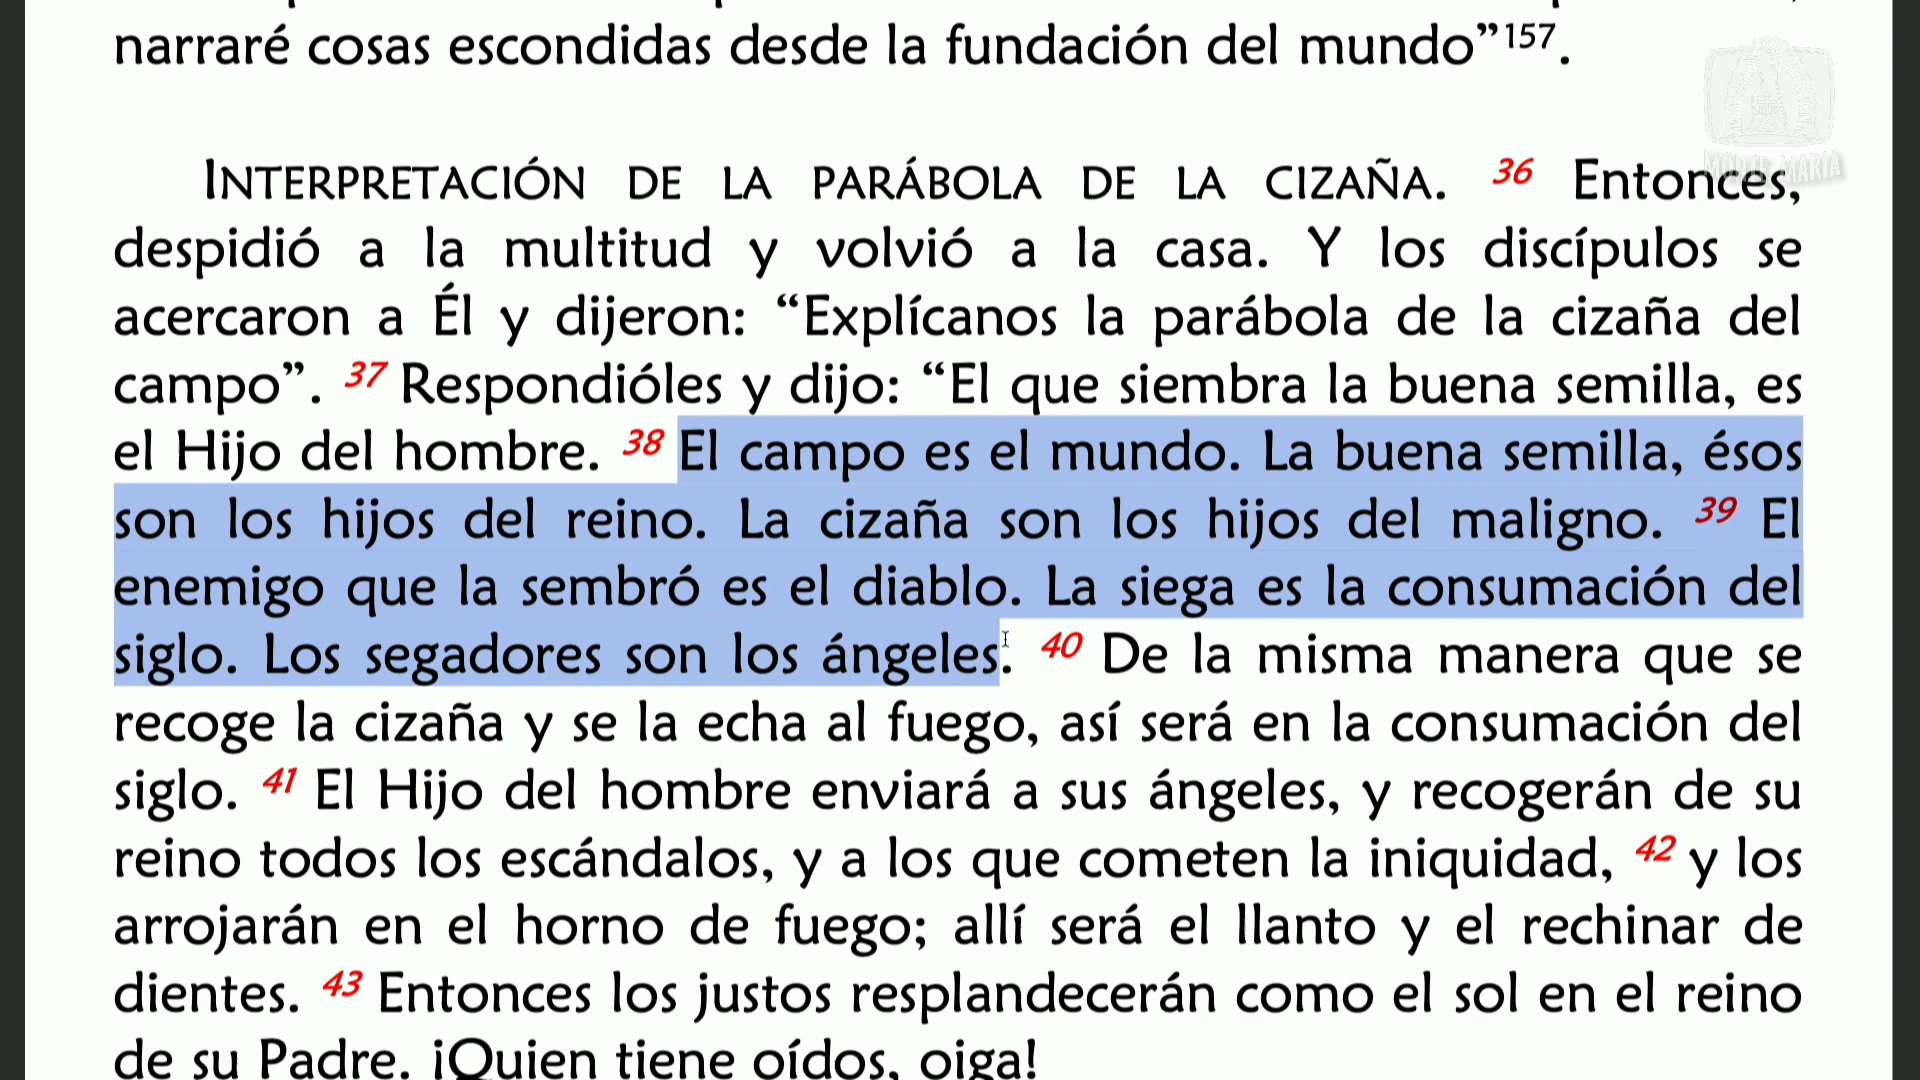 narraré cosas escondidas desde la fundación del mundo”157.
MONTE MARÍA
INTERPRETACIÓN DE LA PARÁBOLA DE LA CIZAÑA. 36 Entonces,
despidió a la multitud y volvió a la casa. Y los discípulos se
acercaron a Él y dijeron: “Explícanos la parábola de la cizaña del
campo”. 37 Respondióles y dijo: “El que siembra la buena semilla, es
el Hijo del hombre. 38 El campo es el mundo. La buena semilla, ésos
son los hijos del reino. La cizaña son los hijos del maligno. 39 El
enemigo que la sembró es el diablo. La siega es la consumación del
siglo. Los segadores son los ángeles. 40 De la misma manera que se
recoge la cizaña y se la echa al fuego, así será en la consumación del
siglo. 41 El Hijo del hombre enviará a sus ángeles, y recogerán de su
reino todos los escándalos, y a los que cometen la iniquidad, 42 y los
arrojarán en el horno de fuego; allí será el llanto y el rechinar de
dientes. 43 Entonces los justos resplandecerán como el sol en el reino
de su Padre. ¡Quien tiene oídos, oiga!